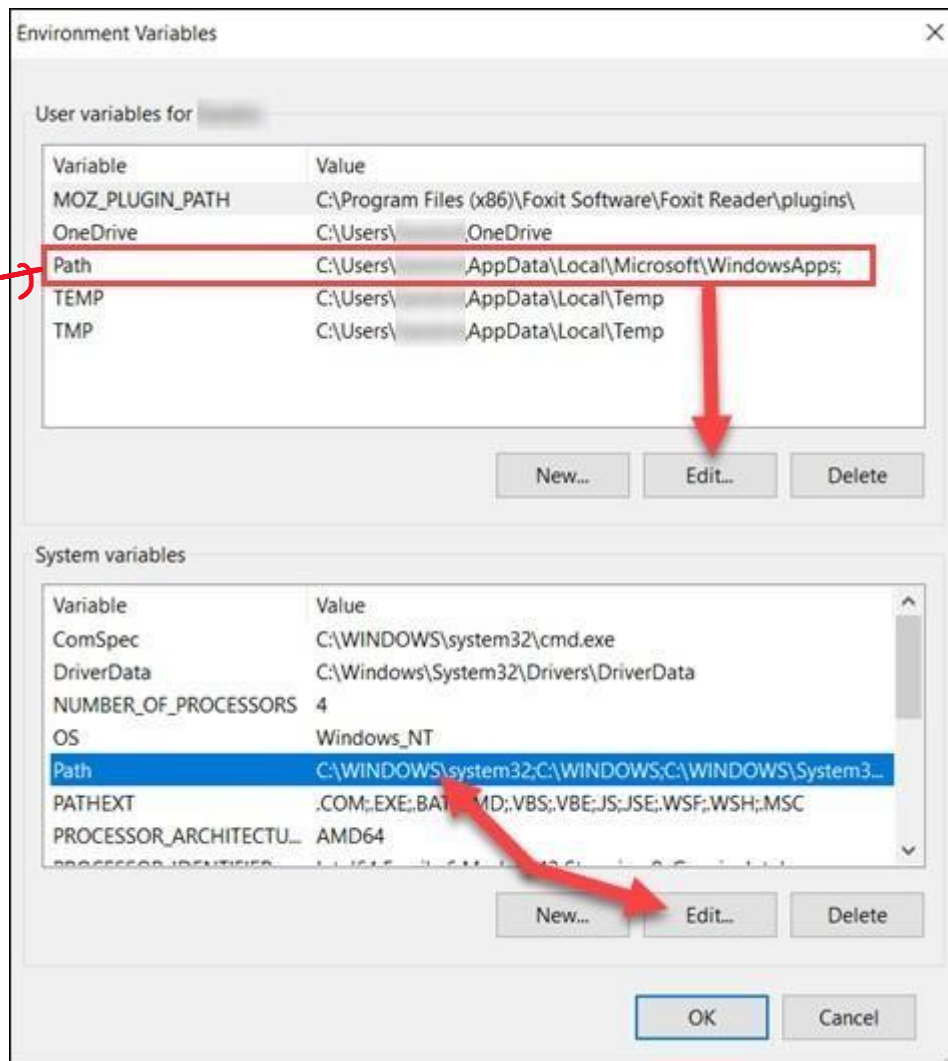 Environment Variables
User variables for
Variable Value
MOZ_PLUGIN_PATH C:\Program Files (x86)\Foxit Software\Foxit Reader\plugins\
OneDrive C:\Users\ ,OneDrive
Path C:\Users\ ,AppData\Local\Microsoft\WindowsApps;
TEMP C:\Users\ ,AppData\Local\Temp
TMP C:\Users\ ,AppData\Local\Temp
New... Edit... Delete
System variables
Variable Value
ComSpec C:\WINDOWS\system32\cmd.exe
DriverData C:\Windows\System32\Drivers\DriverData
NUMBER_OF_PROCESSORS 4
OS Windows_NT
Path C:\WINDOWS\system32;C:\WINDOWS;C:\WINDOWS\System3...
PATHEXT .COM;.EXE;.BAT MD;.VBS;.VBE;.JS;.JSE;.WSF;.WSH;.MSC
PROCESSOR_ARCHITECTU... AMD64
New... Edit... Delete
OK Cancel